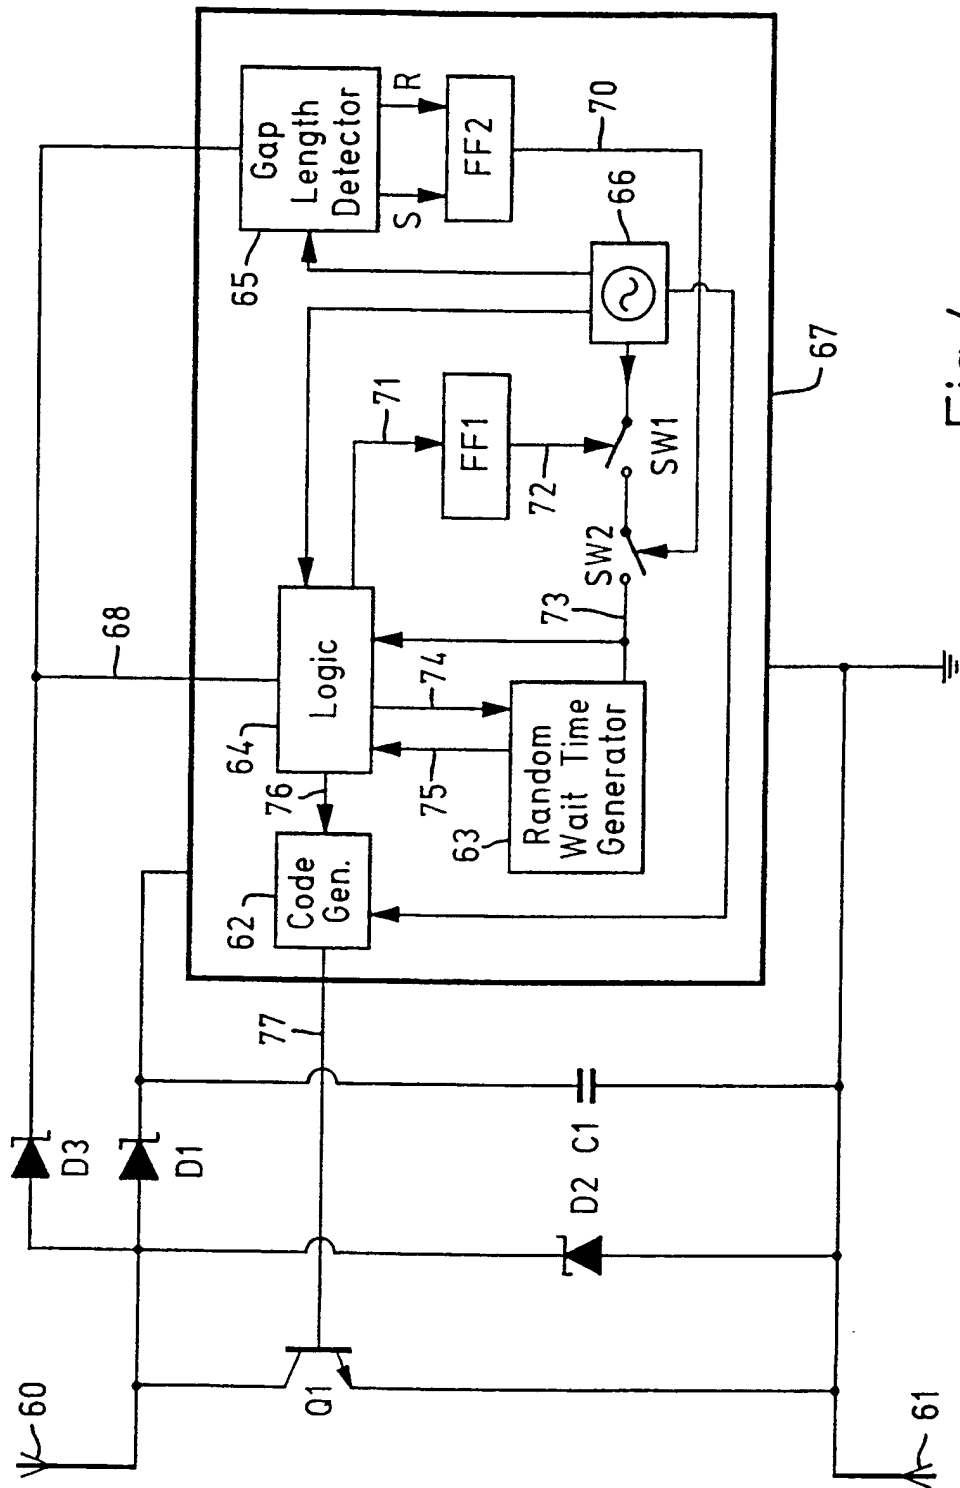 60
61
Q1
D3
D1
D2
C1
77
68
62
Code
Gen.
76
64
Logic
75
74
63
Random
Wait Time
Generator
73
SW2
SW1
72
FF1
71
65
Gap
Length
Detector
S
R
FF2
70
66
67